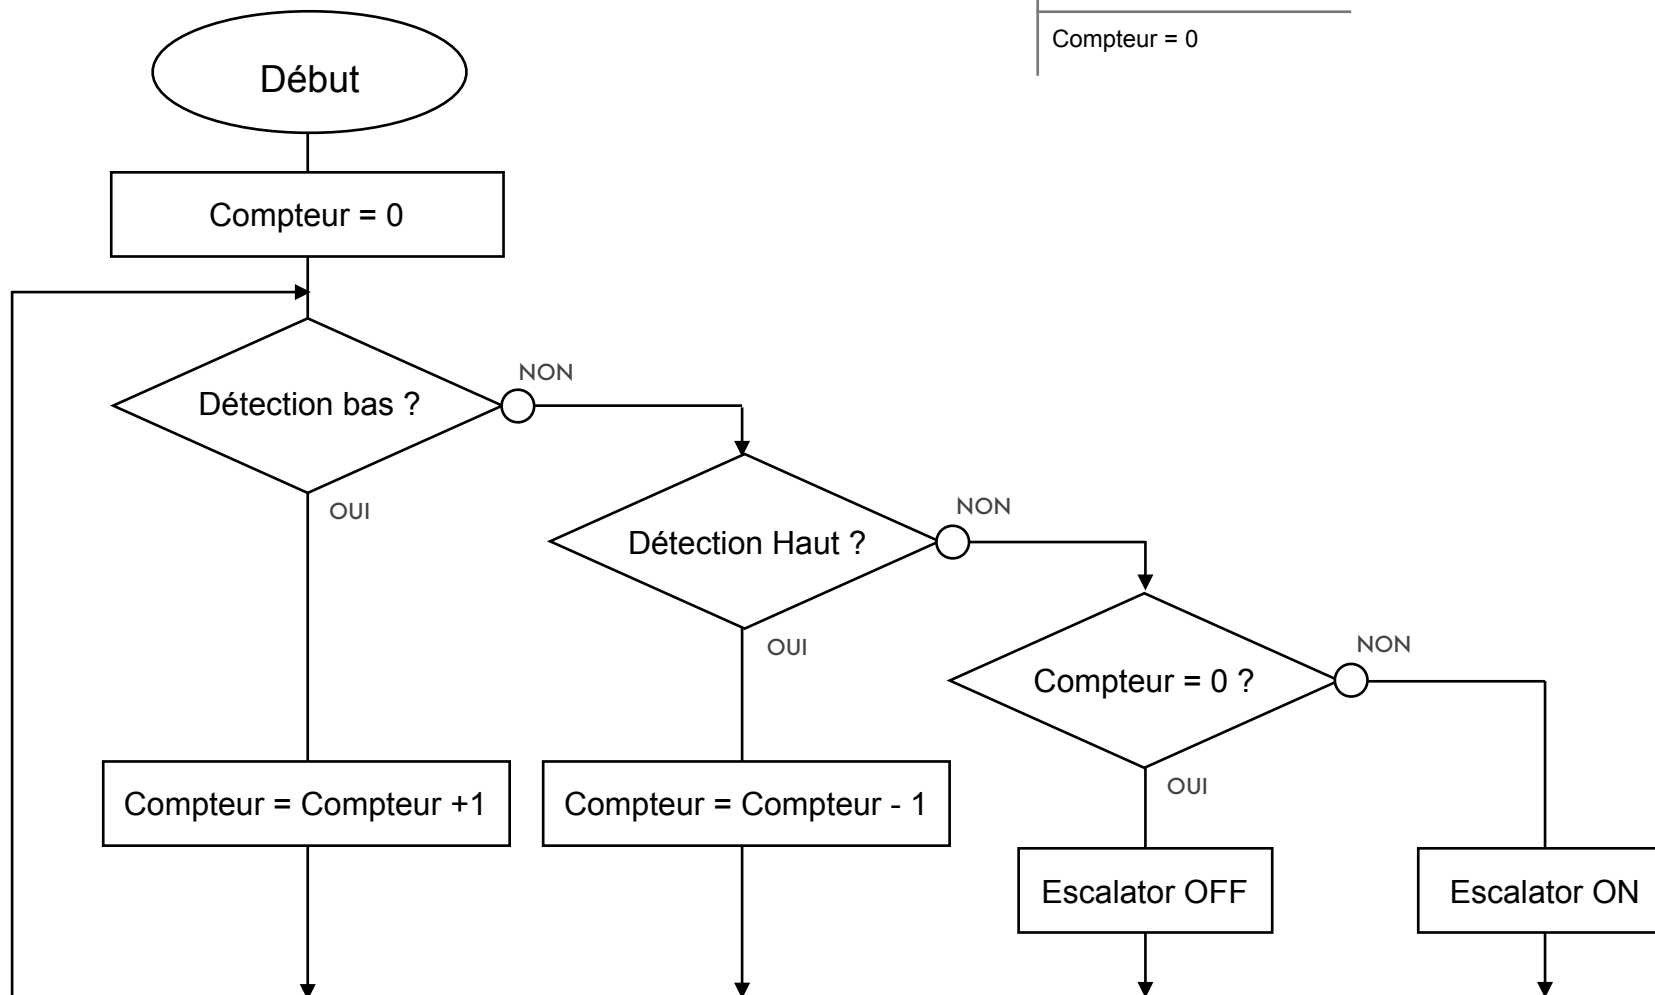 Compteur = 0
Début
Compteur = 0
Détection bas ?
NON
OUI
Détection Haut ?
NON
OUI
Compteur = 0 ?
NON
OUI
Compteur = Compteur +1
Compteur = Compteur - 1
Escalator OFF
Escalator ON